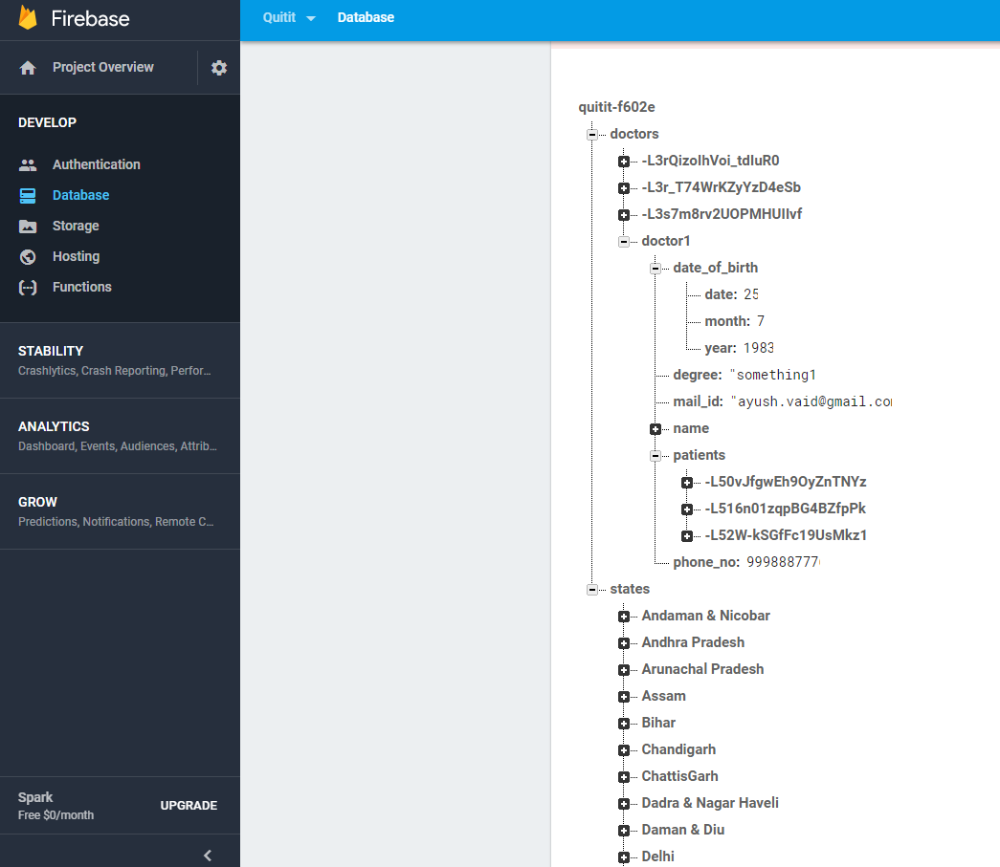 Firebase
Project Overview
DEVELOP
Authentication
Database
Storage
Hosting
Functions
STABILITY
Crashlytics, Crash Reporting, Perfor...
ANALYTICS
Dashboard, Events, Audiences, Attrib...
GROW
Predictions, Notifications, Remote C...
Spark
Free $0/month
UPGRADE
Quitit Database
quitit-f602e
doctors
-L3rQizolhVoi_tdIuR0
-L3r_T74WrKZyYzD4eSb
-L3s7m8rv2UOPMHUIIvf
doctor1
date_of_birth
date: 25
month: 7
year: 1983
degree: "something1
mail_id: "ayush.vaid@gmail.com
name
patients
-L50vJfgwEh9OyZnTNYz
-L516n01zqpBG4BZfpPk
-L52W-kSGfFc19UsMkz1
phone_no: 999888777
states
Andaman & Nicobar
Andhra Pradesh
Arunachal Pradesh
Assam
Bihar
Chandigarh
ChattisGarh
Dadra & Nagar Haveli
Daman & Diu
Delhi